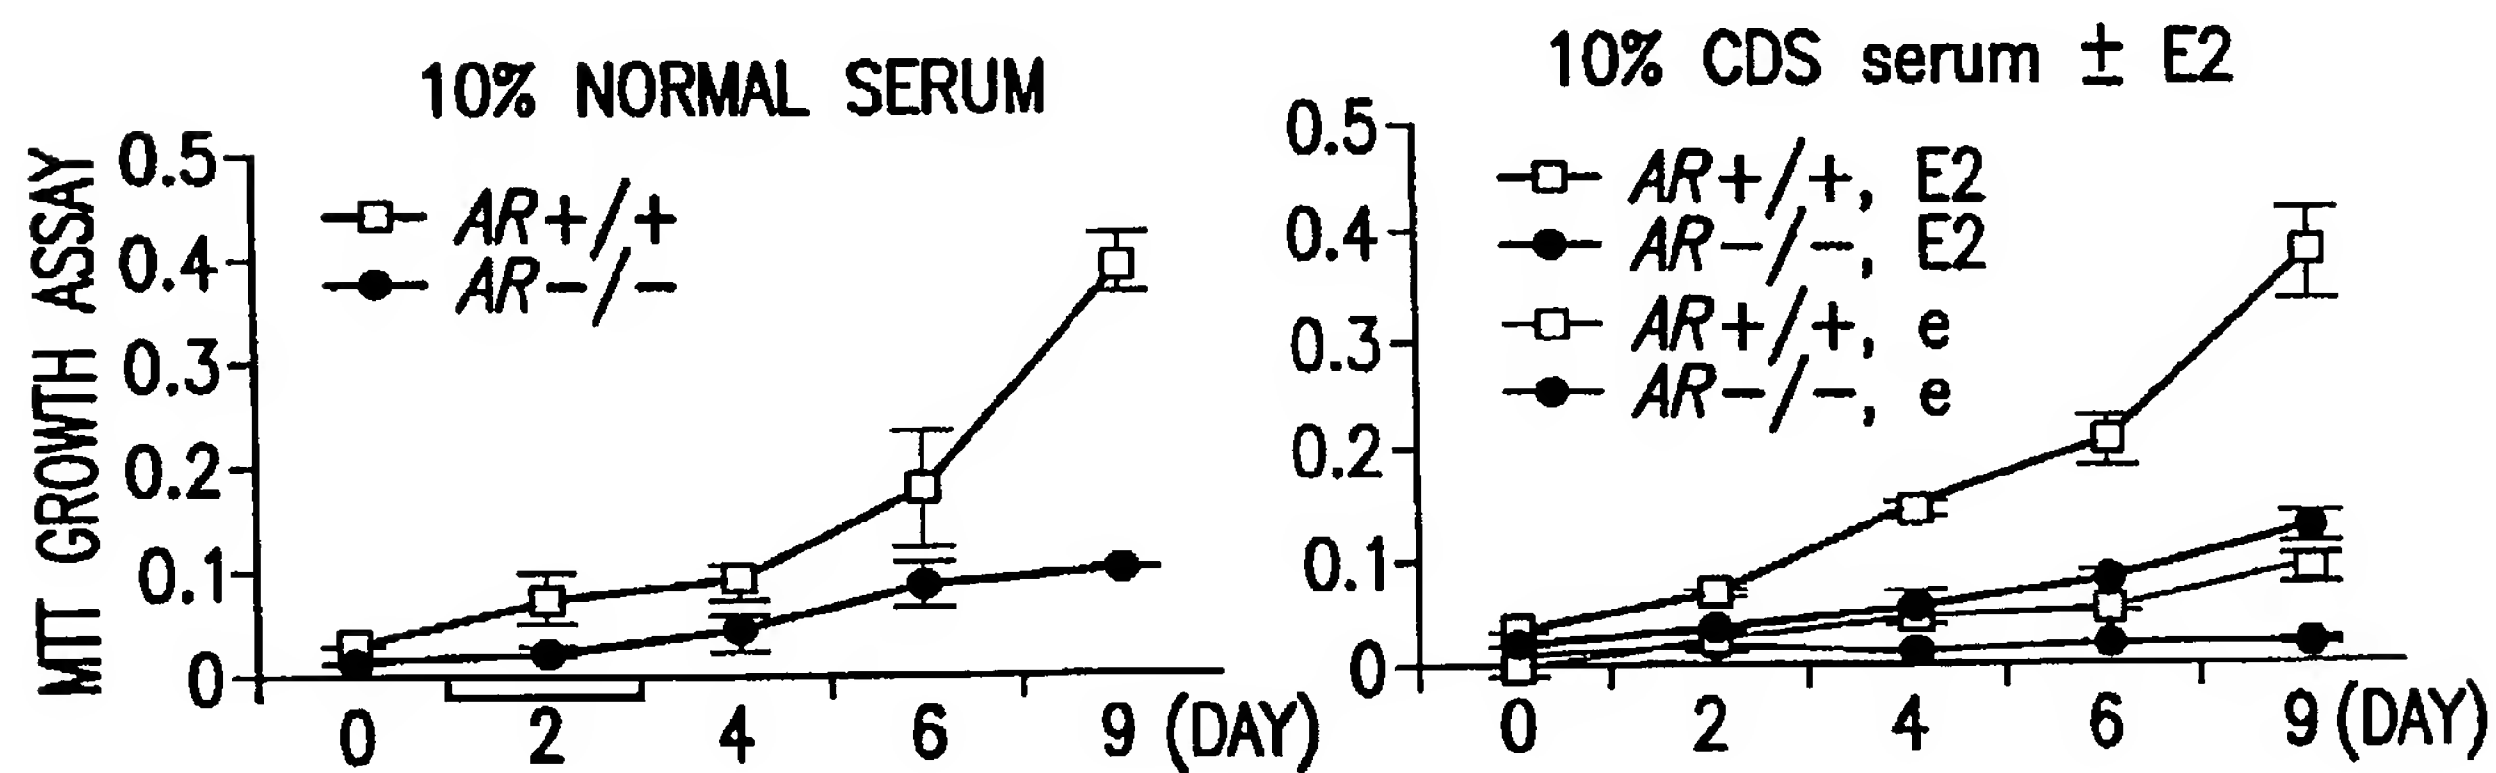 10% NORMAL SERUM
MTT GROWTH ASSAY
0.5
0.4
0.3
0.2
0.1
0
AR+/+
AR-/-
0 2 4 6 9 (DAY)
10% CDS serum ± E2
0.5
0.4
0.3
0.2
0.1
0
AR+/+, E2
AR-/-, E2
AR+/+, e
AR-/-, e
0 2 4 6 9 (DAY)